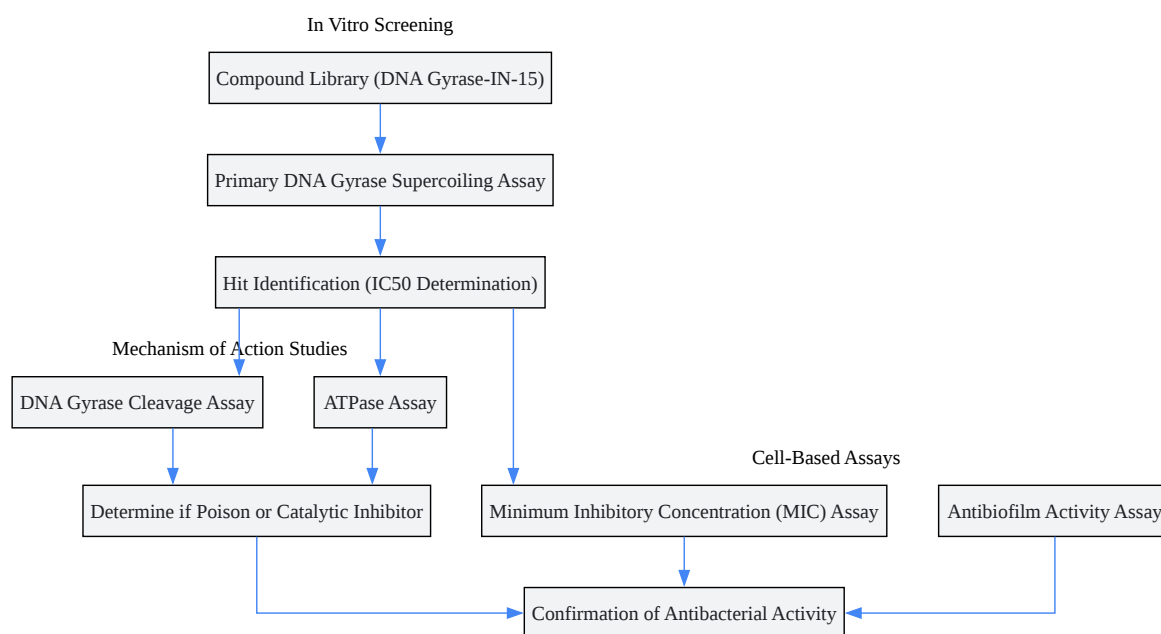 In Vitro Screening
Compound Library (DNA Gyrase-IN-15)
Primary DNA Gyrase Supercoiling Assay
Hit Identification (IC50 Determination)
Mechanism of Action Studies
DNA Gyrase Cleavage Assay
ATPase Assay
Cell-Based Assays
Determine if Poison or Catalytic Inhibitor
Minimum Inhibitory Concentration (MIC) Assay
Antibiofilm Activity Assay
Confirmation of Antibacterial Activity